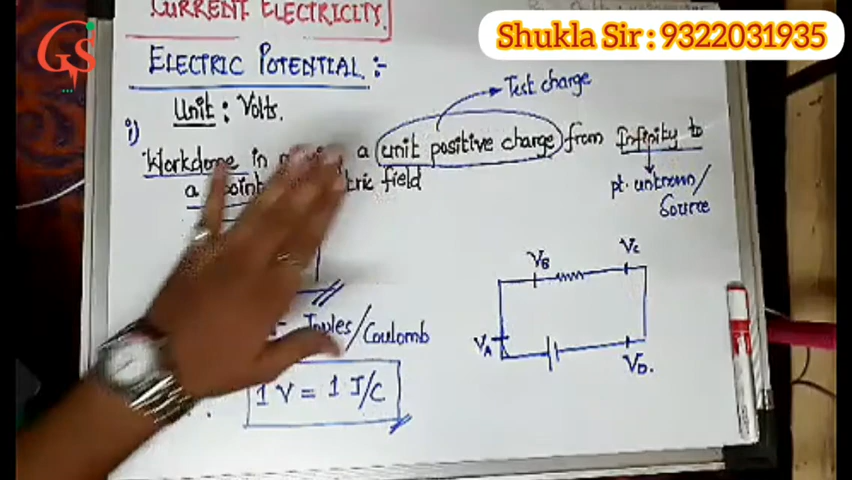 CURRENT ELECTRICITY.
Shukla Sir : 9322031935
GS
ELECTRIC POTENTIAL :-
Test charge
Unit : Volts.
i)
Workdone in a unit positive charge from Infinity to
a point field
pt. unknown/
Source
VB
VC
Joules/Coulomb
VA
VD.
1 V = 1 J/C